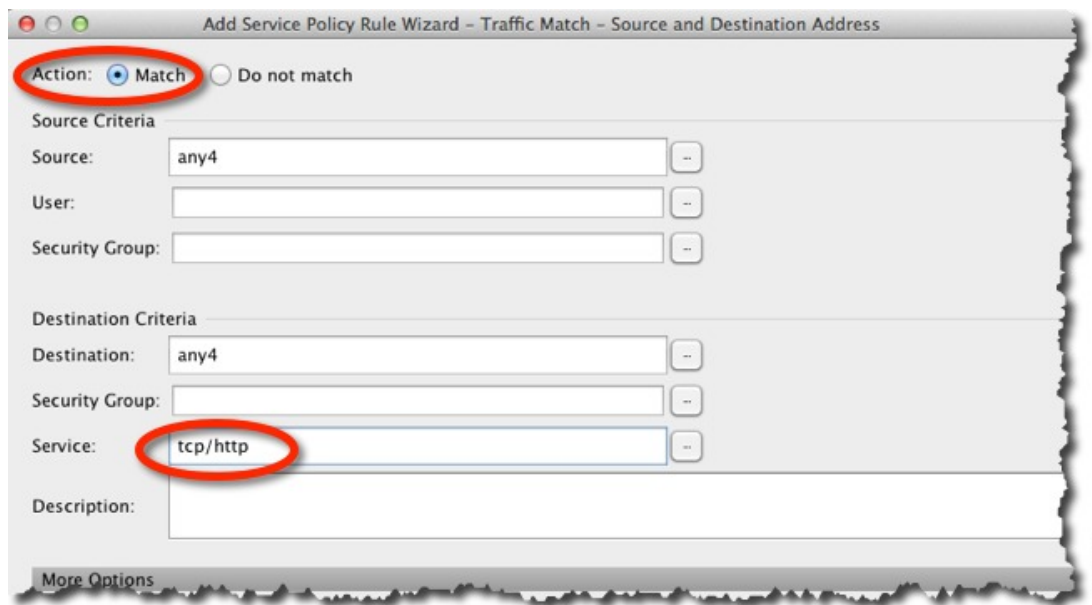 Add Service Policy Rule Wizard – Traffic Match – Source and Destination Address
Action: Match Do not match
Source Criteria
Source: any4 ...
User: ...
Security Group: ...
Destination Criteria
Destination: any4 ...
Security Group: ...
Service: tcp/http ...
Description:
More Options